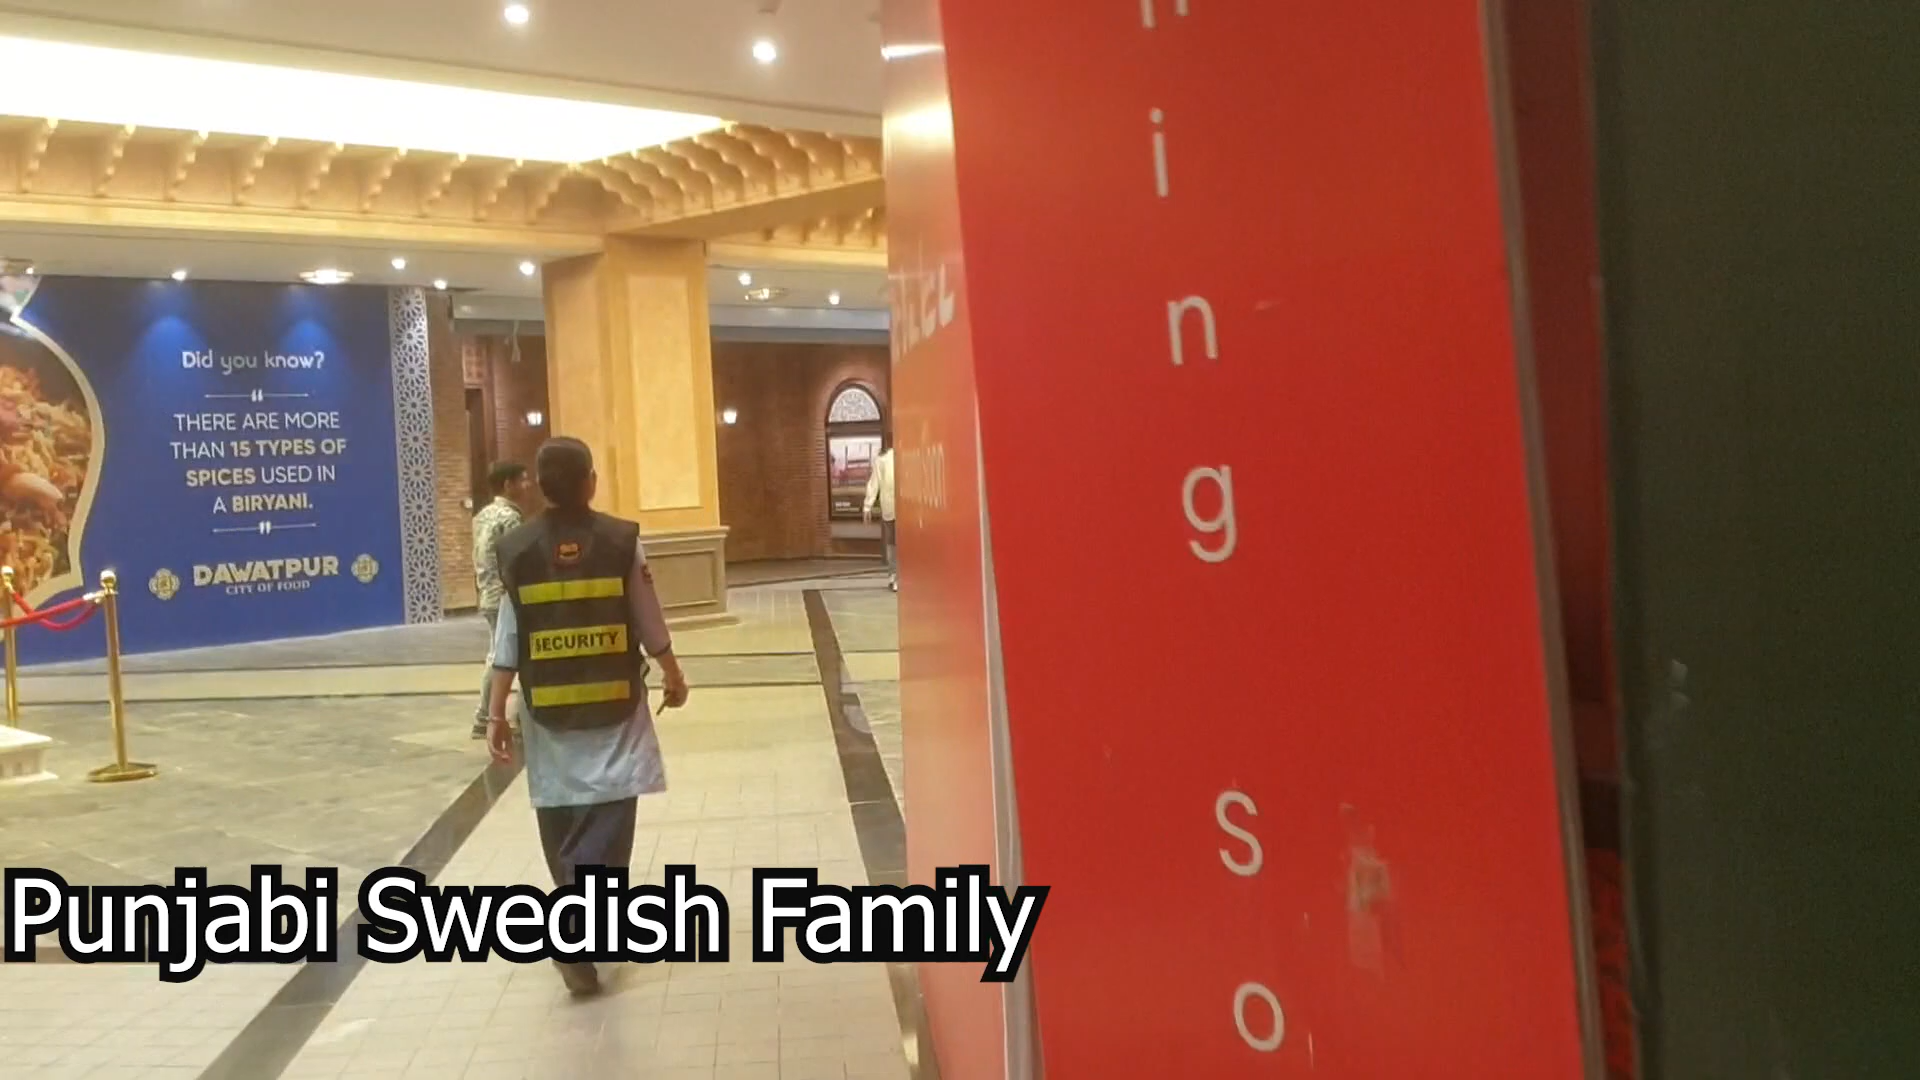 Did you know?
“
THERE ARE MORE
THAN 15 TYPES OF
SPICES USED IN
A BIRYANI.
”
DAWATPUR
CITY OF FOOD
SECURITY
i
n
g
s
o
Punjabi Swedish Family